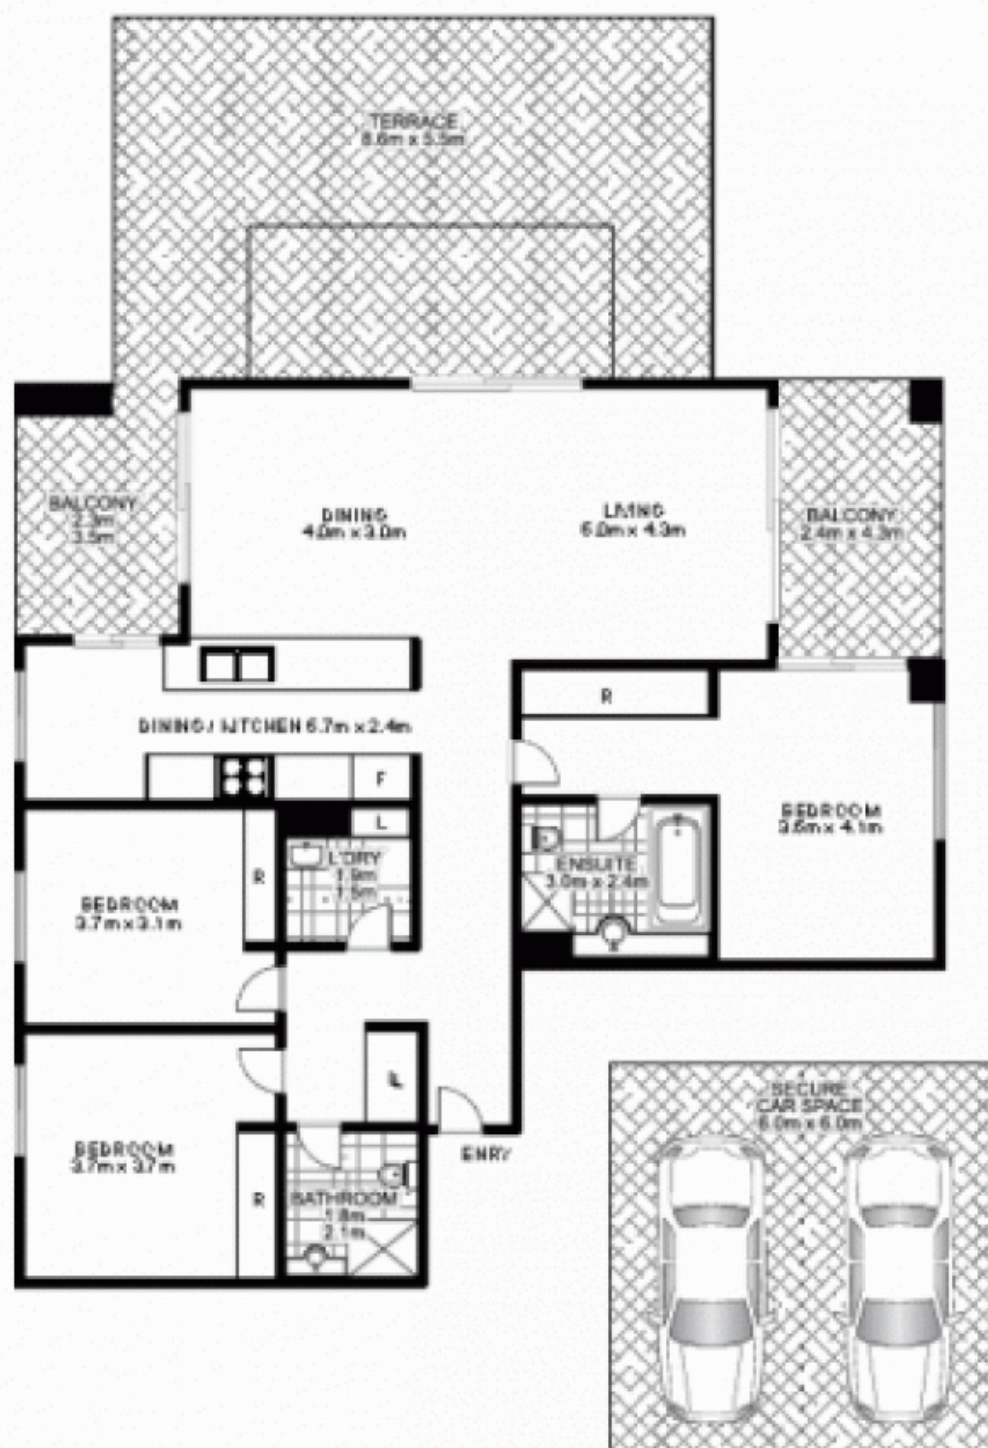 TERRACE
8.6m x 5.5m
BALCONY
2.3m
3.5m
DINING
4.0m x 3.0m
LIVING
6.0m x 4.3m
BALCONY
2.4m x 4.3m
R
DINING / KITCHEN 6.7m x 2.4m
F
L
BEDROOM
3.6m x 4.1m
L'DRY
1.9m
1.5m
ENSUITE
3.0m x 2.4m
R
BEDROOM
3.7m x 3.1m
SECURE
CAR SPACE
6.0m x 6.0m
BEDROOM
3.7m x 3.7m
ENRY
R
BATHROOM
1.8m
2.1m